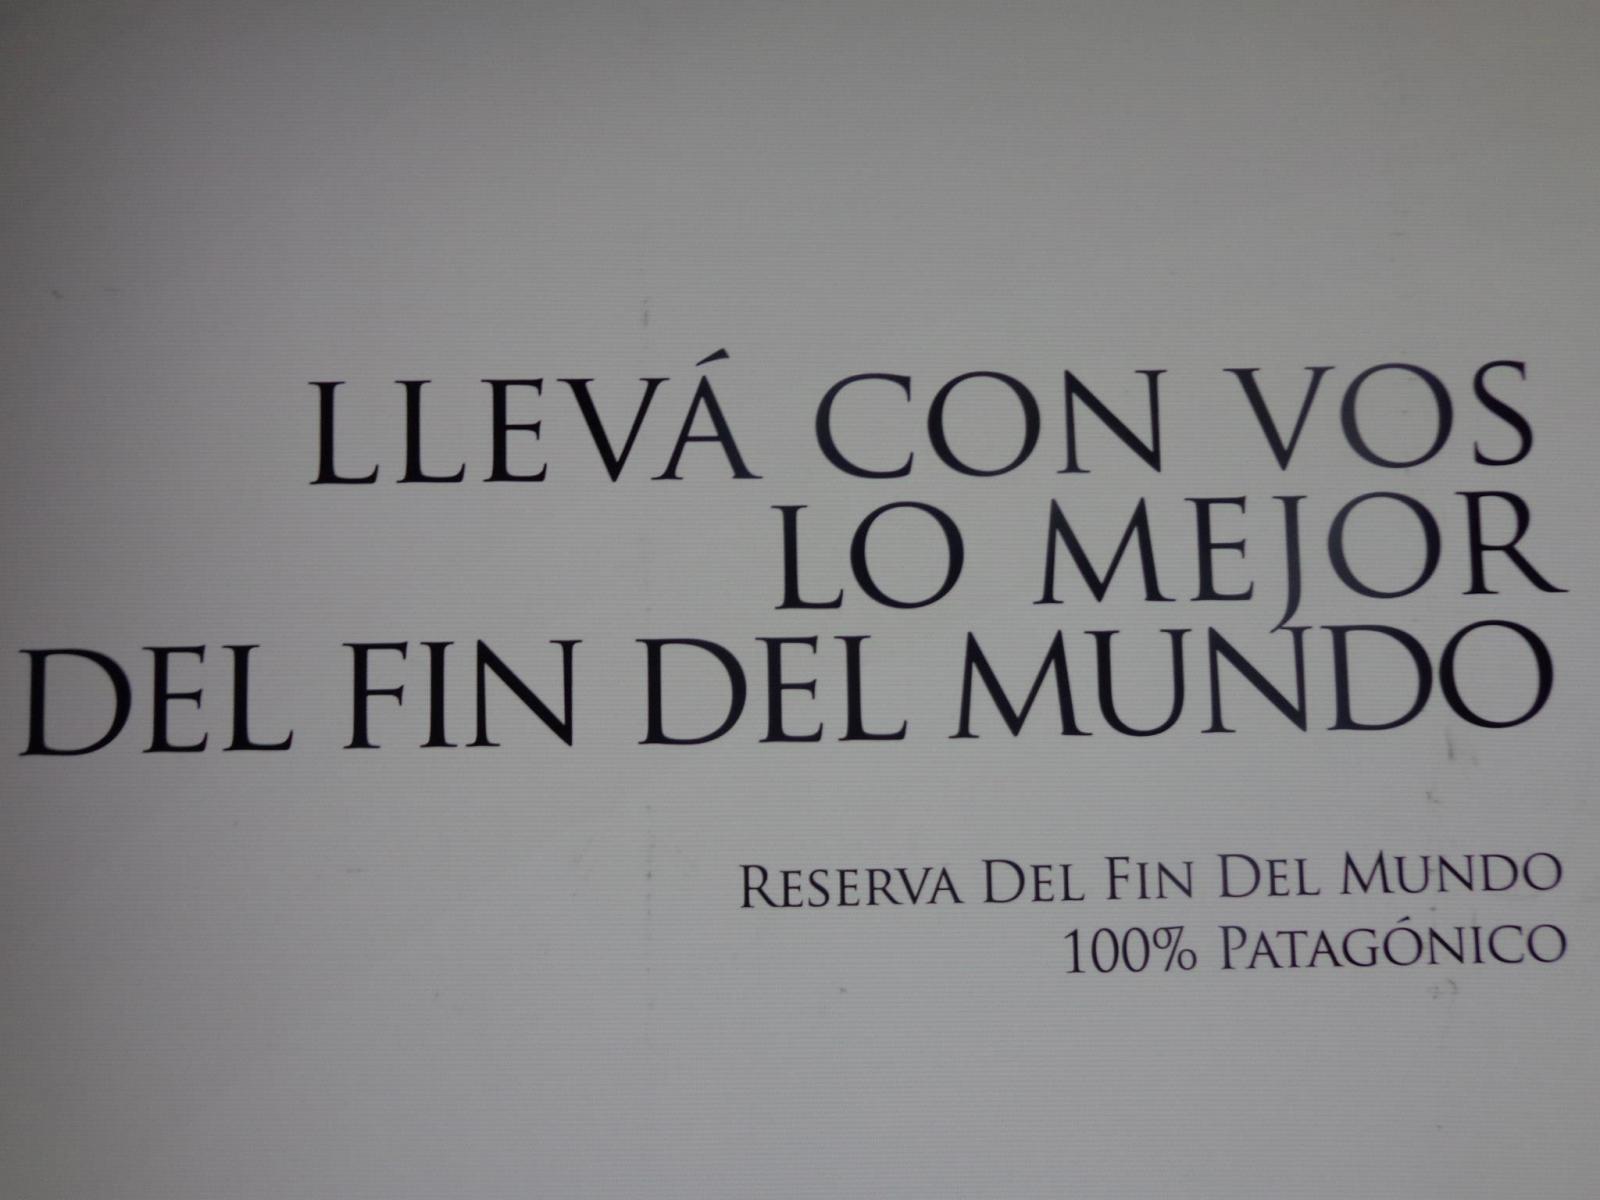 LLEVÁ CON VOS
LO MEJOR
DEL FIN DEL MUNDO
RESERVA DEL FIN DEL MUNDO
100% PATAGÓNICO